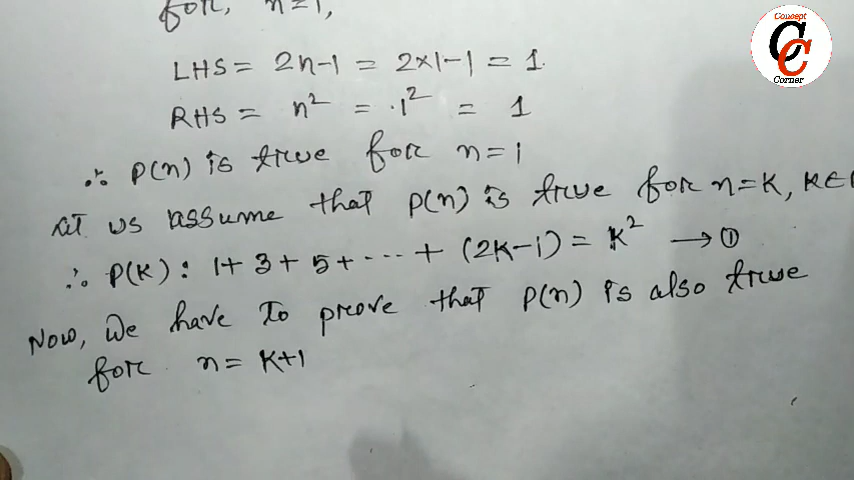 for, n=1,
Concept
CC
Corner
LHS = 2n-1 = 2×1-1 = 1.
RHS = n² = 1² = 1
∴ P(n) is true for n=1
let us assume that P(n) is true for n=K, K∈
∴ P(K): 1+3+5+---+ (2K-1) = K² → ①
Now, we have to prove that P(n) is also true
for n= K+1